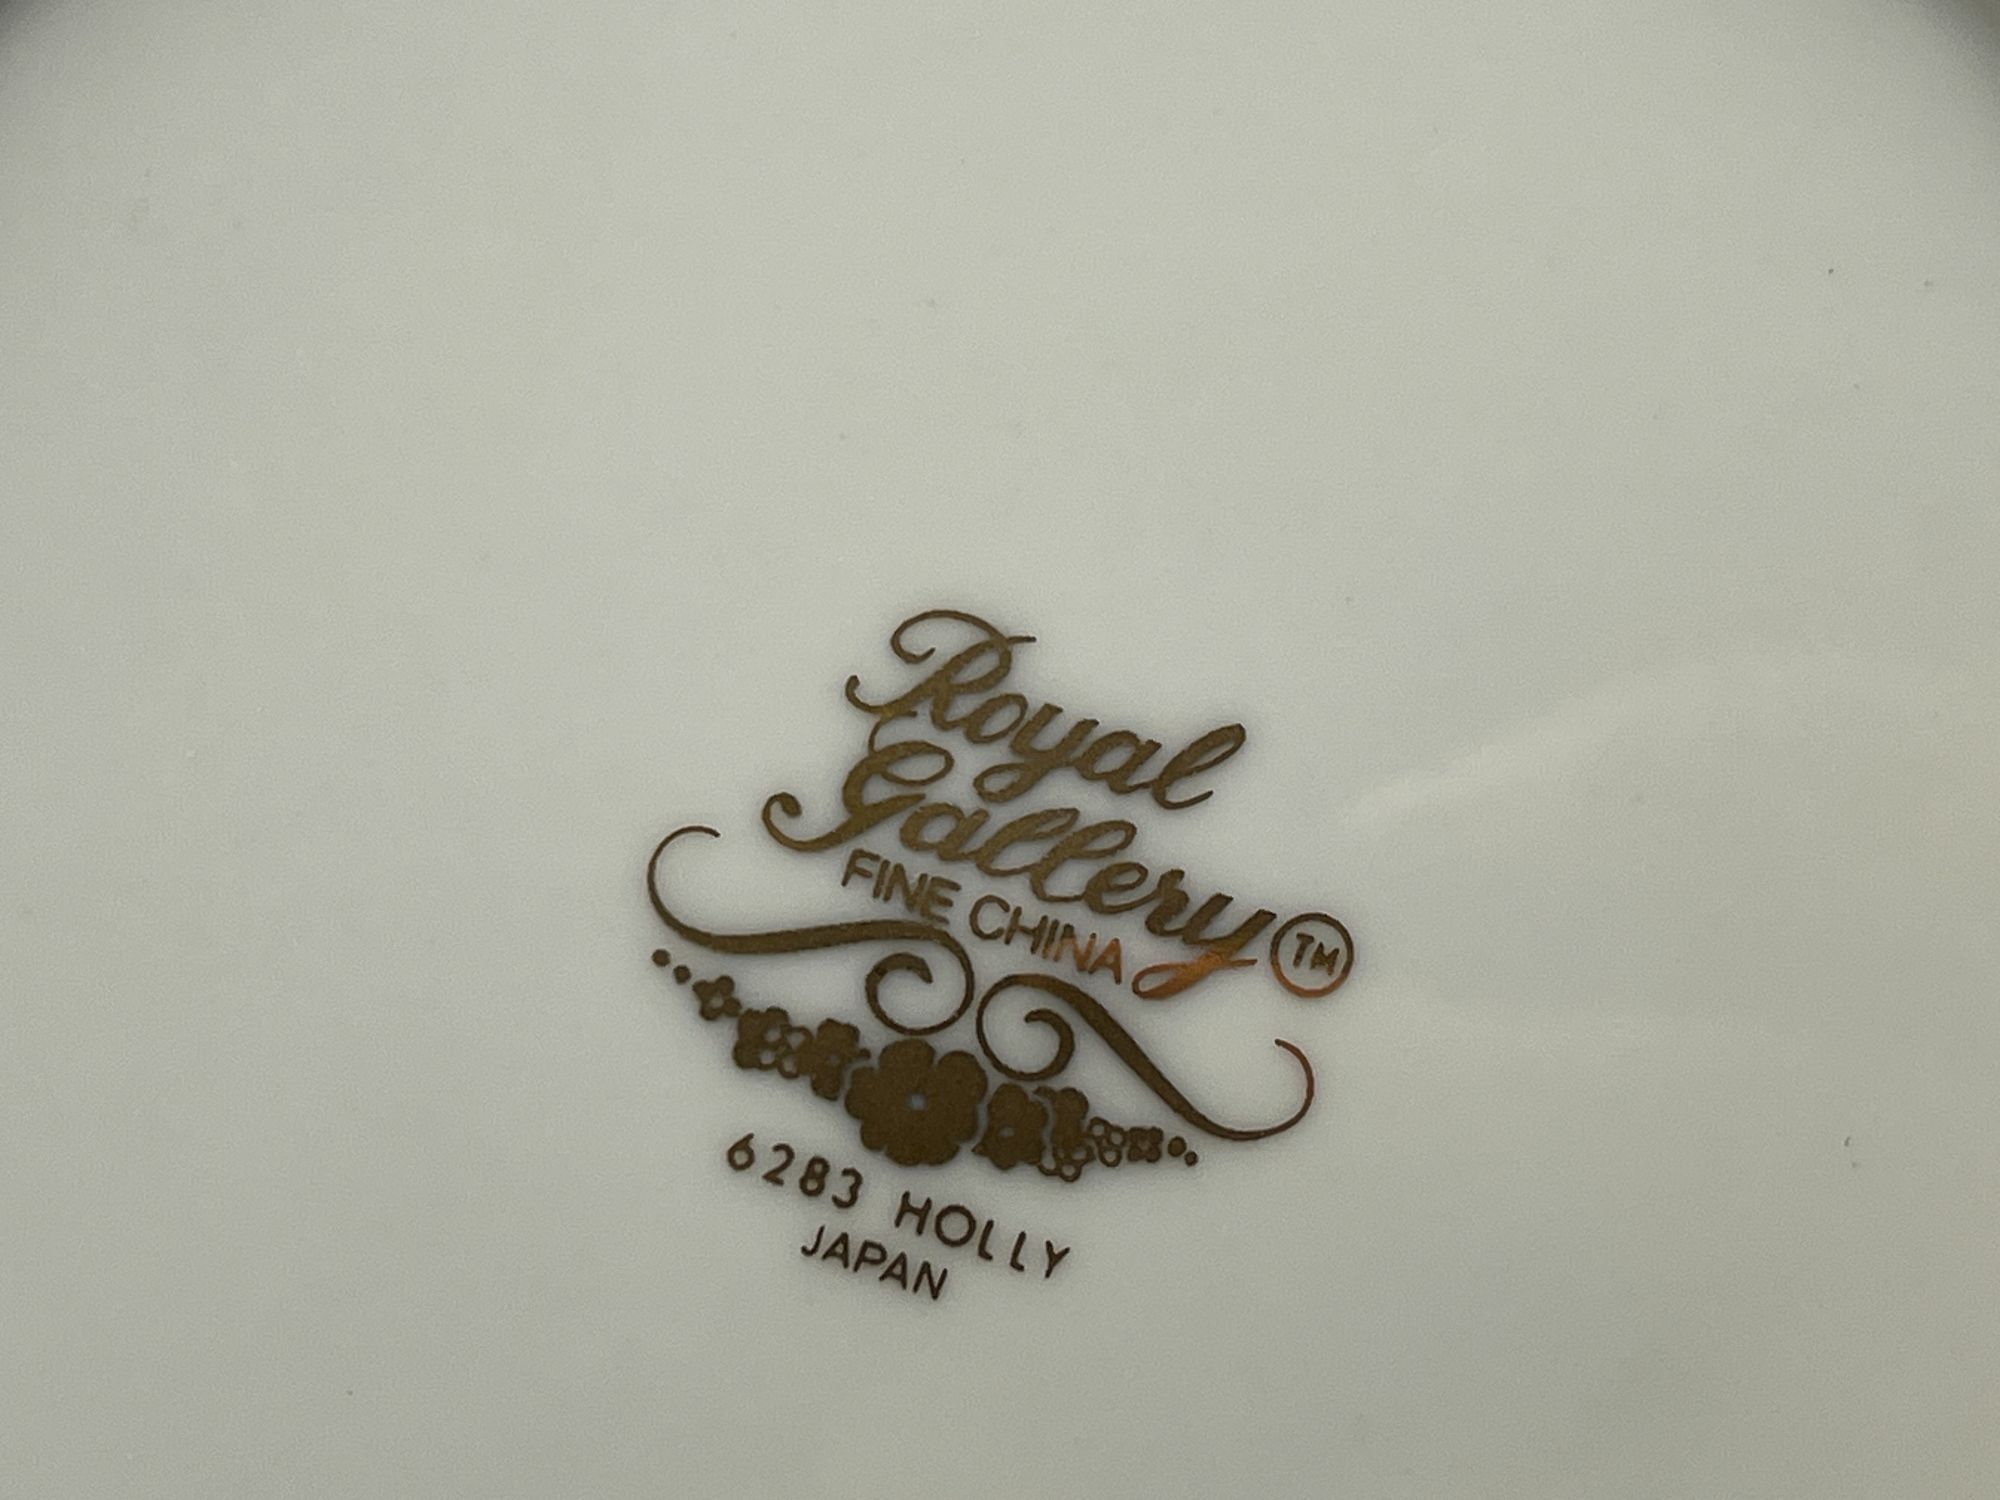 Royal
Gallery
FINE CHINA
TM
6283 HOLLY
JAPAN